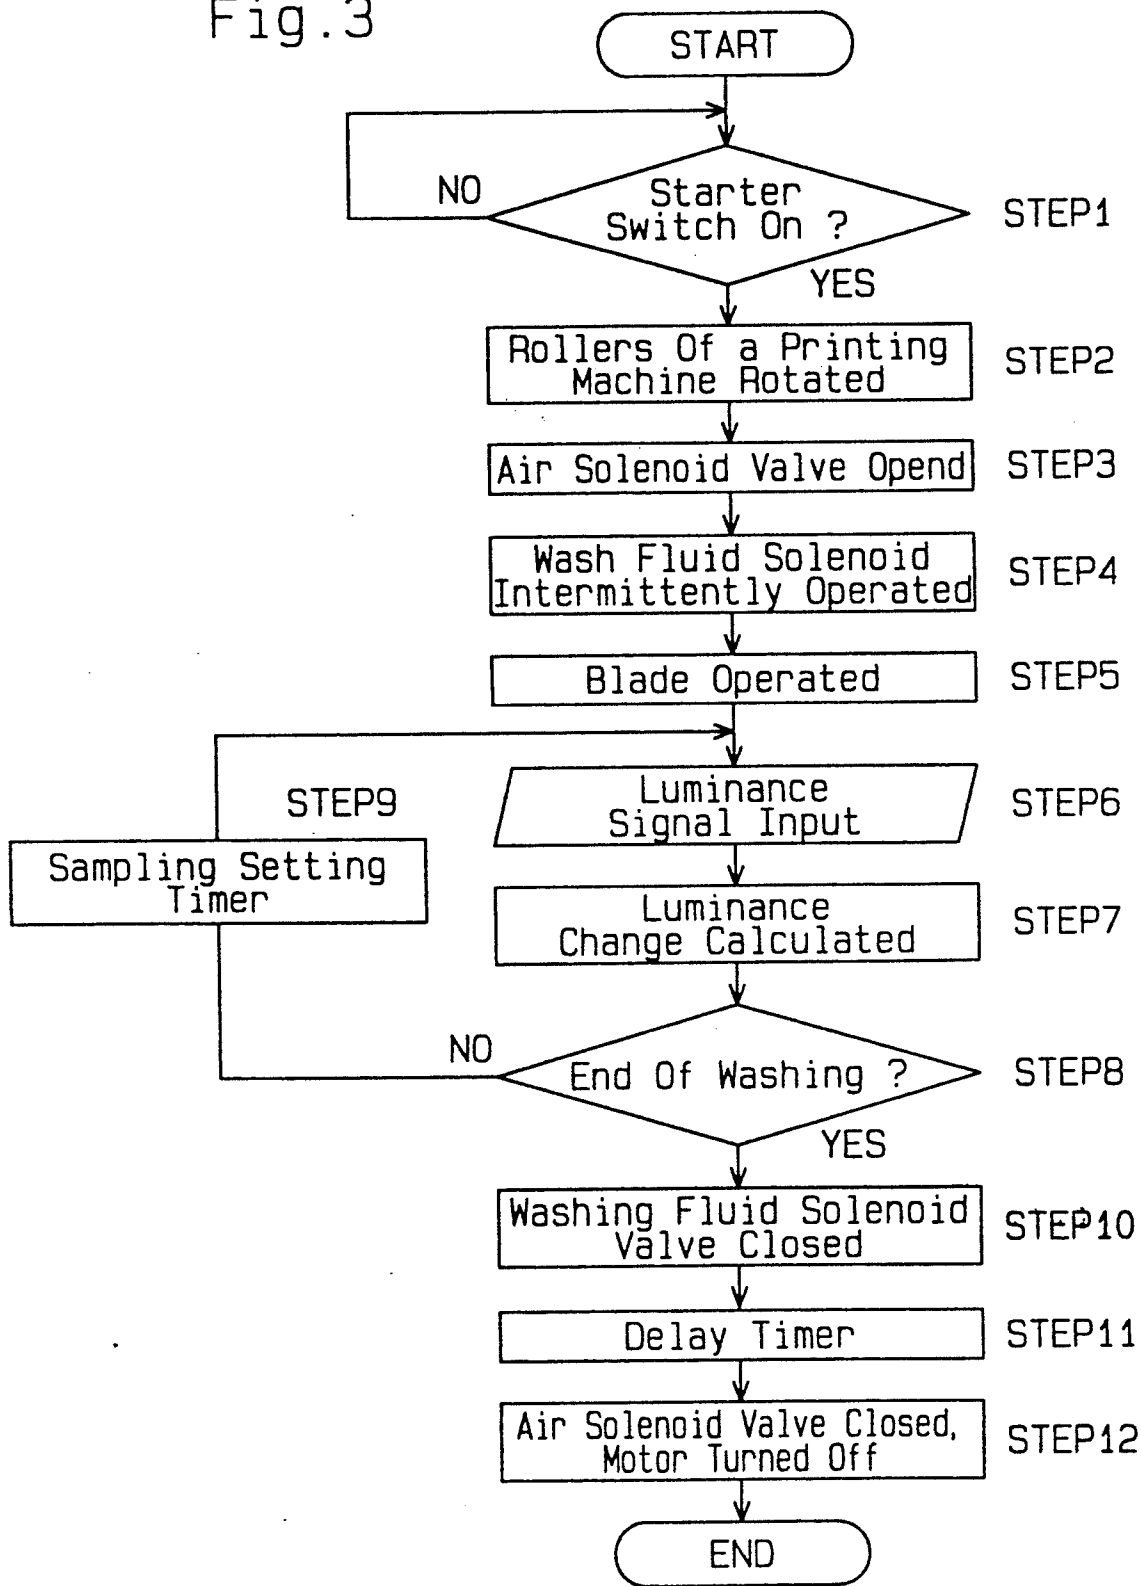 Fig.3
START
NO
Starter
Switch On ?
STEP1
YES
Rollers Of a Printing
Machine Rotated
STEP2
Air Solenoid Valve Opend
STEP3
Wash Fluid Solenoid
Intermittently Operated
STEP4
Blade Operated
STEP5
Luminance
Signal Input
STEP6
STEP9
Sampling Setting
Timer
Luminance
Change Calculated
STEP7
NO
End Of Washing ?
STEP8
YES
Washing Fluid Solenoid
Valve Closed
STEP10
Delay Timer
STEP11
Air Solenoid Valve Closed,
Motor Turned Off
STEP12
END